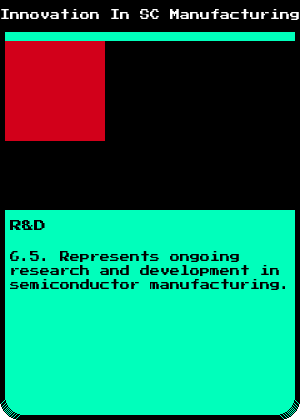 Innovation In SC Manufacturing
R&D
G.5. Represents ongoing
research and development in
semiconductor manufacturing.